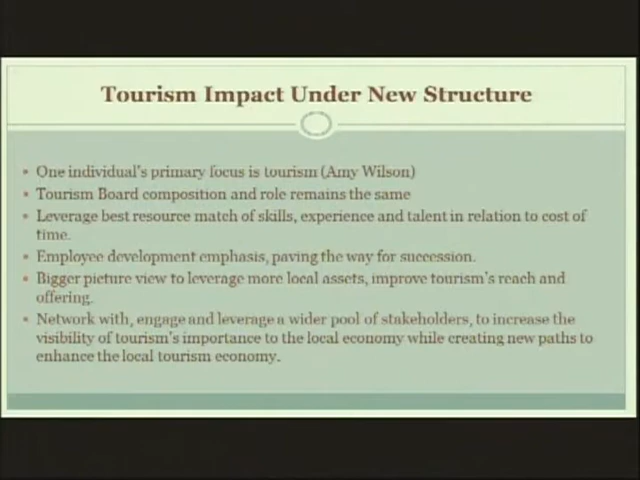 Tourism Impact Under New Structure
• One individual's primary focus is tourism (Amy Wilson)
• Tourism Board composition and role remains the same
• Leverage best resource match of skills, experience and talent in relation to cost of
time.
• Employee development emphasis, paving the way for succession.
• Bigger picture view to leverage more local assets, improve tourism's reach and
offering.
• Network with, engage and leverage a wider pool of stakeholders, to increase the
visibility of tourism's importance to the local economy while creating new paths to
enhance the local tourism economy.